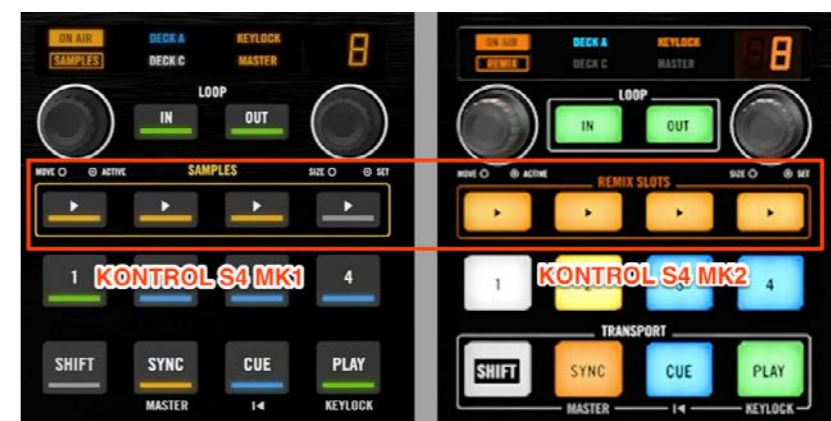 ON AIR DECK A KEYLOCK 8
SAMPLES DECK C MASTER
LOOP
IN OUT
MOVE ACTIVE SAMPLES SIZE SET
1 4
KONTROL S4 MK1
SHIFT SYNC CUE PLAY
MASTER KEYLOCK
ON AIR DECK A KEYLOCK 8
REMIX DECK C MASTER
LOOP
IN OUT
MOVE ACTIVE REMIX SLOTS SIZE SET
1 2 3 4
KONTROL S4 MK2
TRANSPORT
SHIFT SYNC CUE PLAY
MASTER KEYLOCK